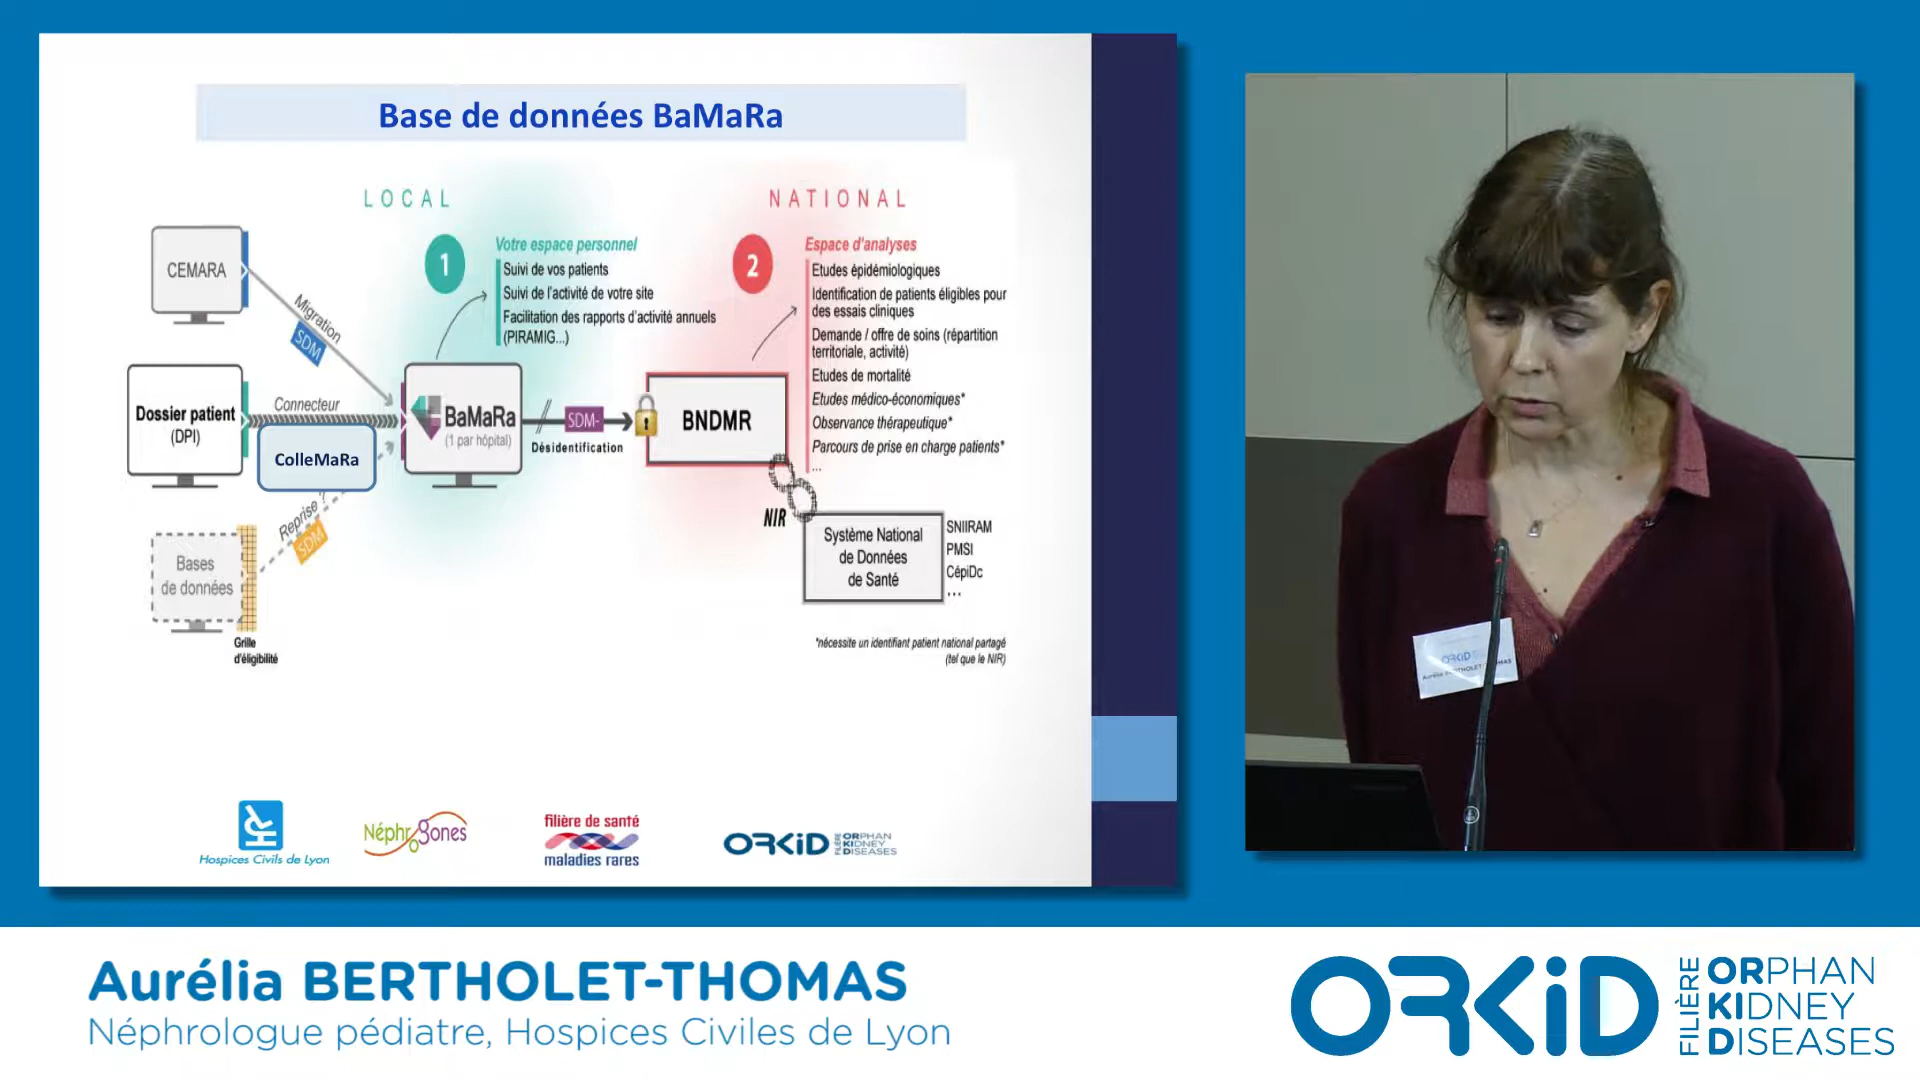 Base de données BaMaRa
LOCAL
NATIONAL
CEMARA
Migration
SDM
1
Votre espace personnel
Suivi de vos patients
Suivi de l'activité de votre site
Facilitation des rapports d'activité annuels
(PIRAMIG...)
2
Espace d'analyses
Etudes épidémiologiques
Identification de patients éligibles pour
des essais cliniques
Demande / offre de soins (répartition
territoriale, activité)
Etudes de mortalité
Etudes médico-économiques*
Observance thérapeutique*
Parcours de prise en charge patients*
...
Dossier patient
(DPI)
Connecteur
ColleMaRa
BaMaRa
(1 par hôpital)
SDM-
Désidentification
BNDMR
Reprise ?
SDM
Bases
de données
Grille
d'éligibilité
NIR
Système National
de Données
de Santé
SNIIRAM
PMSI
CépiDc
...
*nécessite un identifiant patient national partagé
(tel que le NIR)
Hospices Civils de Lyon
Néphrogones
filière de santé
maladies rares
ORKiD
FILIÈRE
ORPHAN
KIDNEY
DISEASES
ORKiD
Aurélia BERTHOLET-THOMAS
Aurélia BERTHOLET-THOMAS
Néphrologue pédiatre, Hospices Civiles de Lyon
ORKiD
FILIÈRE
ORPHAN
KIDNEY
DISEASES